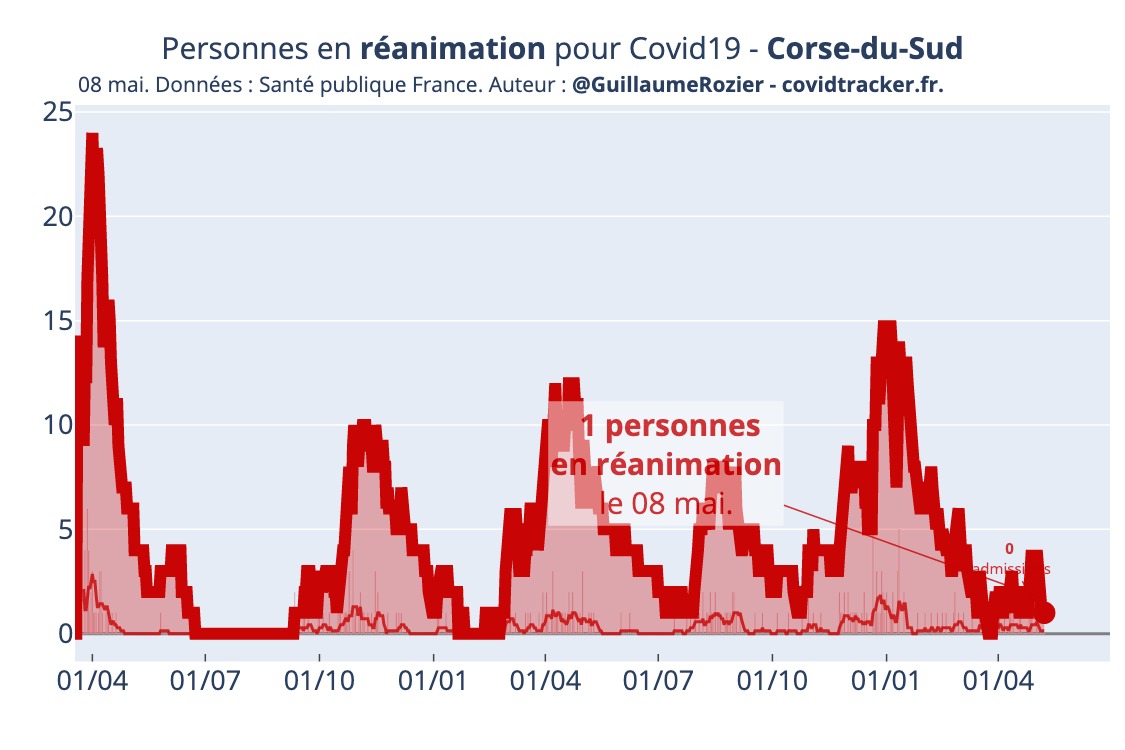 Personnes en réanimation pour Covid19 - Corse-du-Sud
08 mai. Données : Santé publique France. Auteur : @GuillaumeRozier - covidtracker.fr.
25
20
15
10
5
0
1 personnes
en réanimation
le 08 mai.
0
admissions
01/04
01/07
01/10
01/01
01/04
01/07
01/10
01/01
01/04